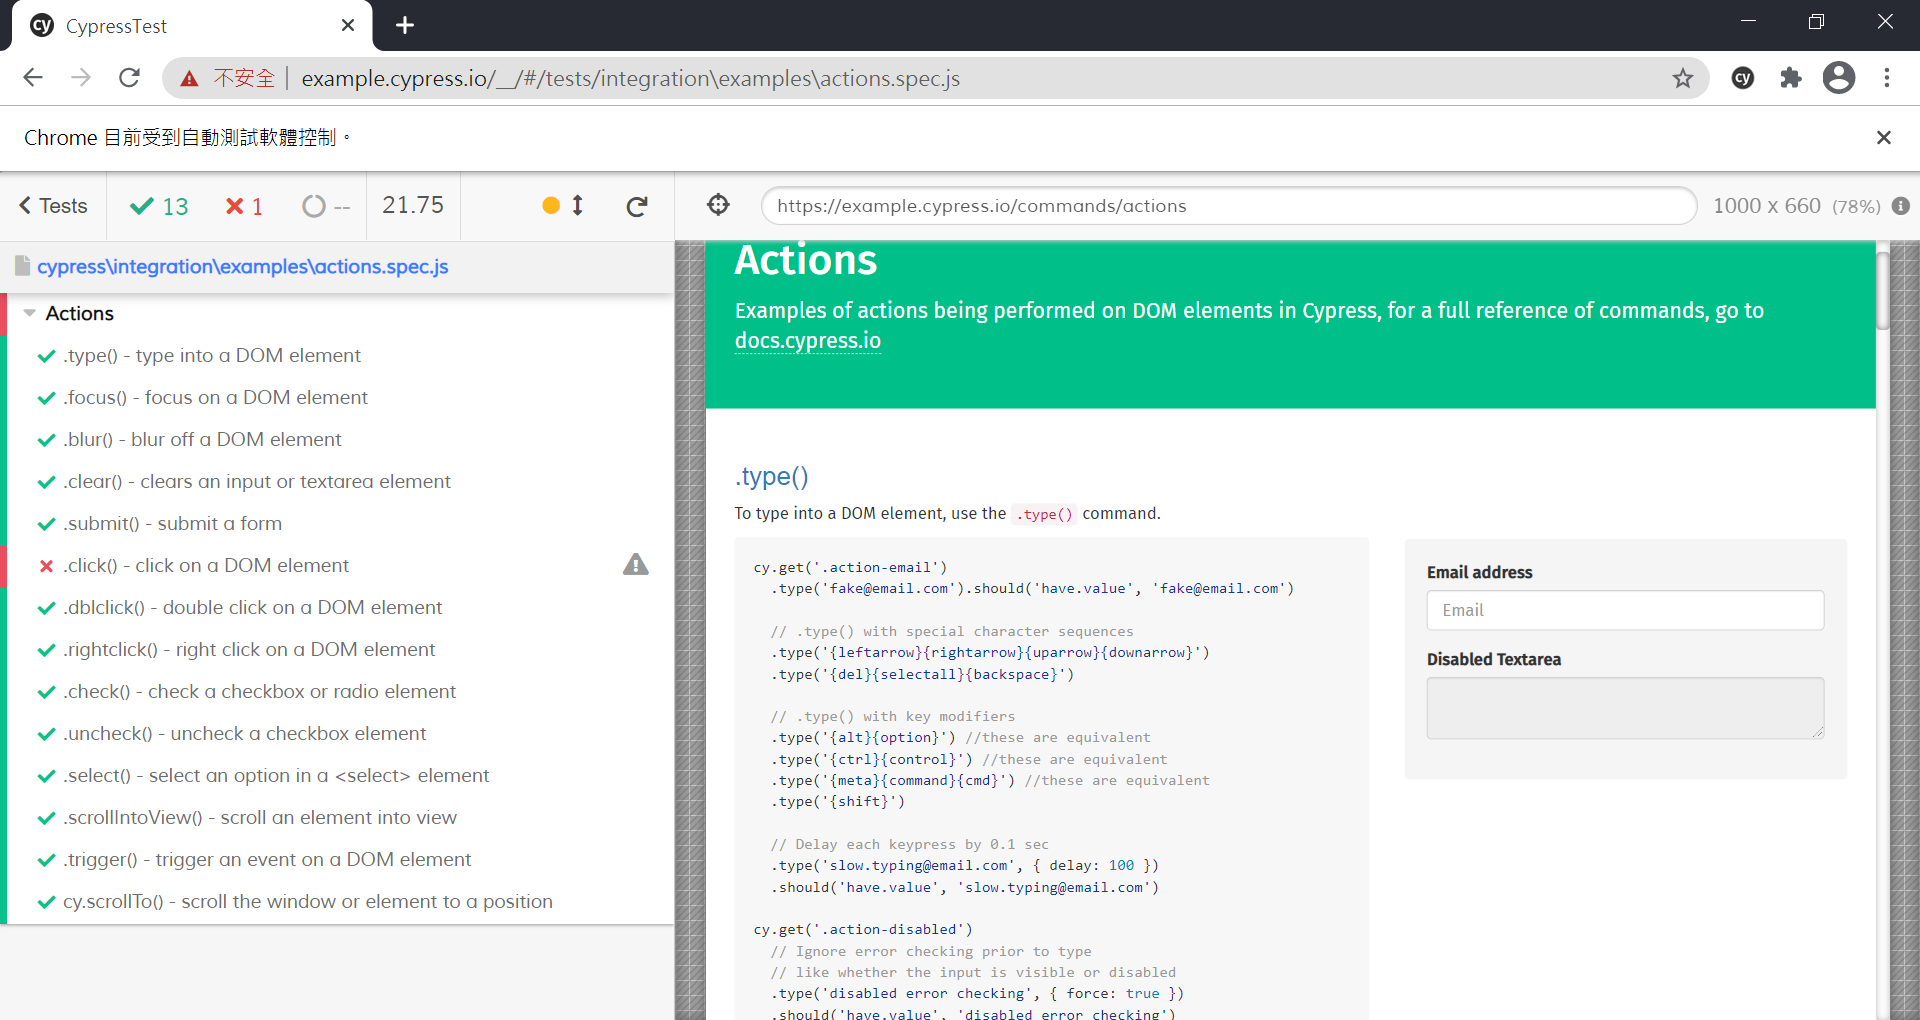 cy CypressTest
不安全 | example.cypress.io/__/#/tests/integration\examples\actions.spec.js
cy
Chrome 目前受到自動測試軟體控制。
Tests 13 1 -- 21.75
https://example.cypress.io/commands/actions
1000 x 660 (78%)
cypress\integration\examples\actions.spec.js
Actions
.type() - type into a DOM element
.focus() - focus on a DOM element
.blur() - blur off a DOM element
.clear() - clears an input or textarea element
.submit() - submit a form
.click() - click on a DOM element
.dblclick() - double click on a DOM element
.rightclick() - right click on a DOM element
.check() - check a checkbox or radio element
.uncheck() - uncheck a checkbox element
.select() - select an option in a <select> element
.scrollIntoView() - scroll an element into view
.trigger() - trigger an event on a DOM element
cy.scrollTo() - scroll the window or element to a position
Actions
Examples of actions being performed on DOM elements in Cypress, for a full reference of commands, go to
docs.cypress.io
.type()
To type into a DOM element, use the .type() command.
cy.get('.action-email')
.type('fake@email.com').should('have.value', 'fake@email.com')
// .type() with special character sequences
.type('{leftarrow}{rightarrow}{uparrow}{downarrow}')
.type('{del}{selectall}{backspace}')
// .type() with key modifiers
.type('{alt}{option}') //these are equivalent
.type('{ctrl}{control}') //these are equivalent
.type('{meta}{command}{cmd}') //these are equivalent
.type('{shift}')
// Delay each keypress by 0.1 sec
.type('slow.typing@email.com', { delay: 100 })
.should('have.value', 'slow.typing@email.com')
cy.get('.action-disabled')
// Ignore error checking prior to type
// like whether the input is visible or disabled
.type('disabled error checking', { force: true })
.should('have.value', 'disabled error checking')
Email address
Email
Disabled Textarea